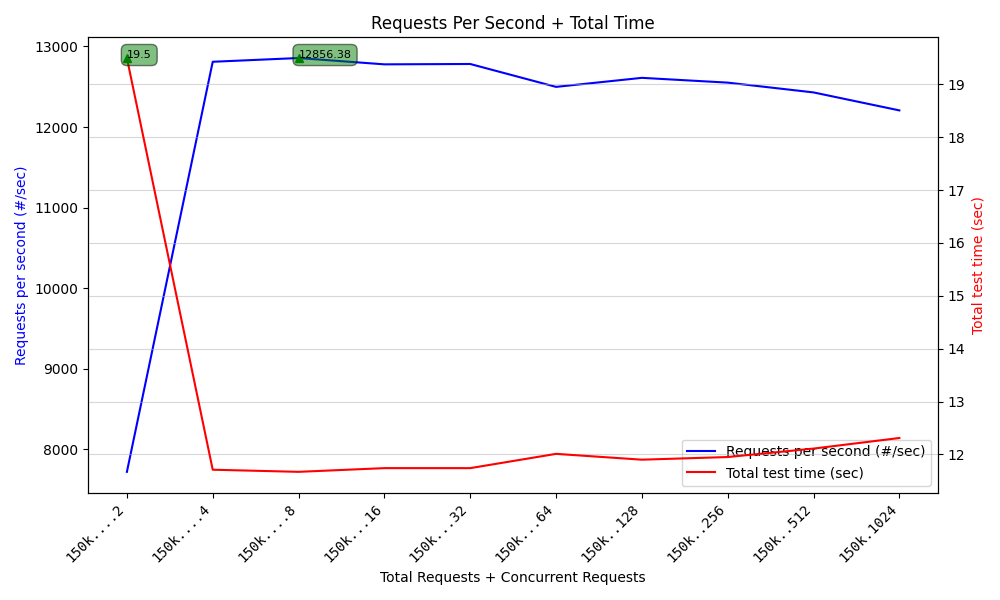 Requests Per Second + Total Time
13000
12000
11000
10000
9000
8000
Requests per second (#/sec)
19.5
12856.38
19
18
17
16
15
14
13
12
Total test time (sec)
Requests per second (#/sec)
Total test time (sec)
150k....2
150k....4
150k....8
150k...16
150k...32
150k...64
150k..128
150k..256
150k..512
150k.1024
Total Requests + Concurrent Requests